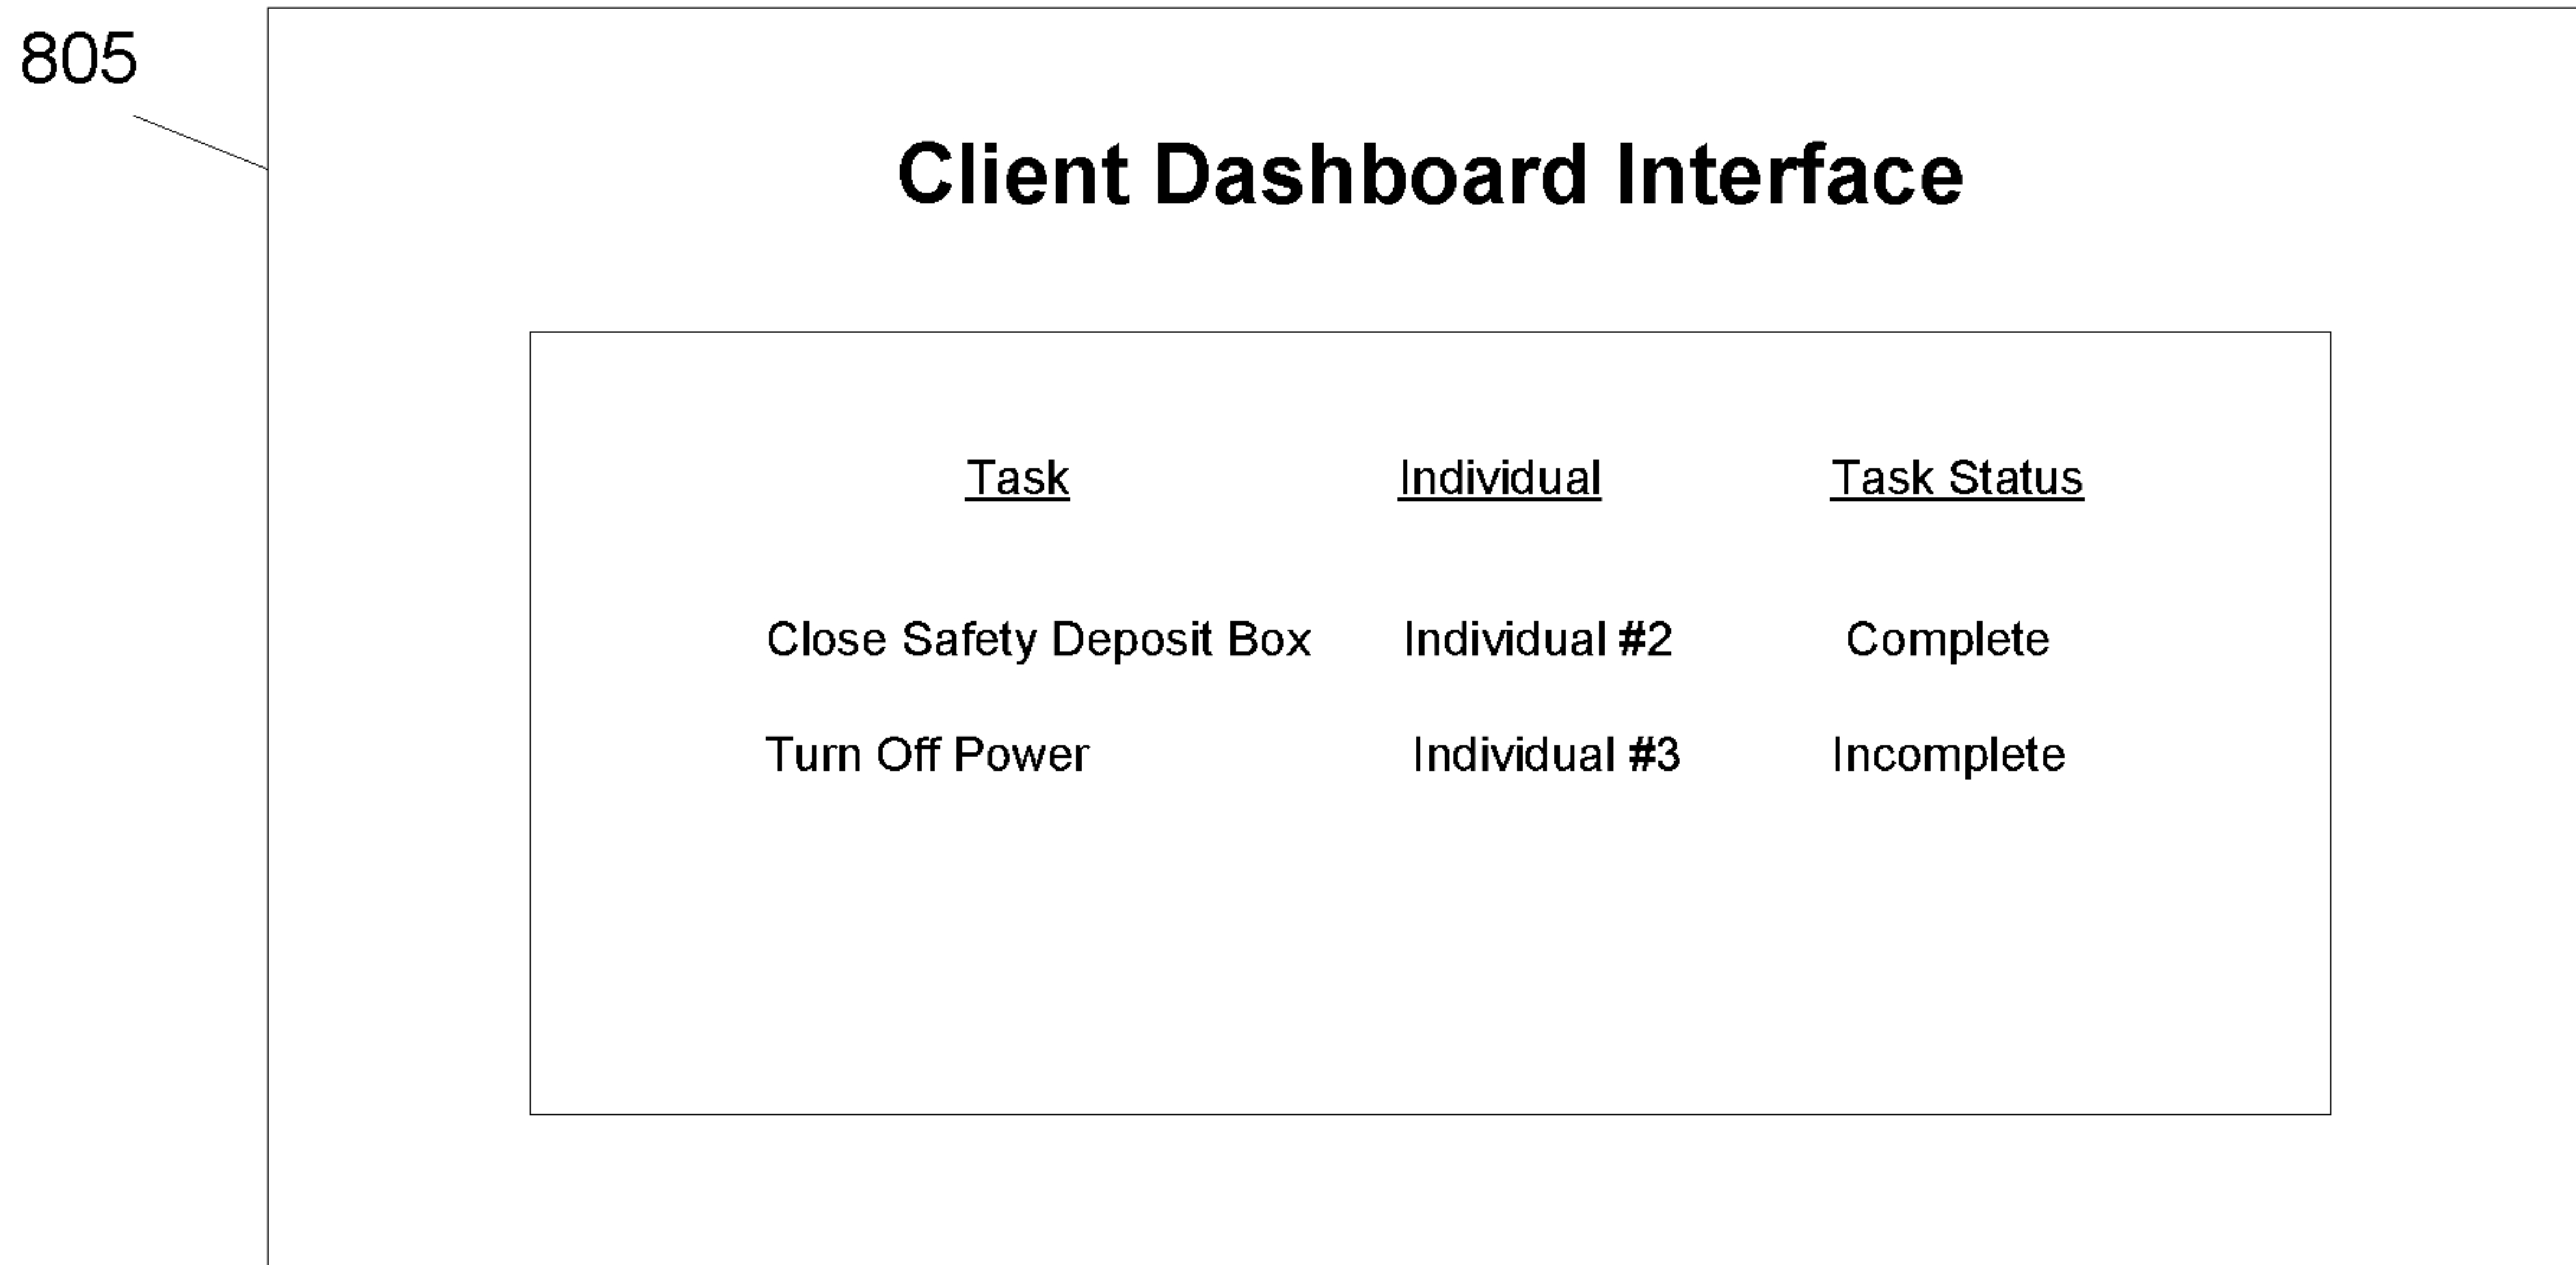 805
Client Dashboard Interface
Task Individual Task Status
Close Safety Deposit Box Individual #2 Complete
Turn Off Power Individual #3 Incomplete